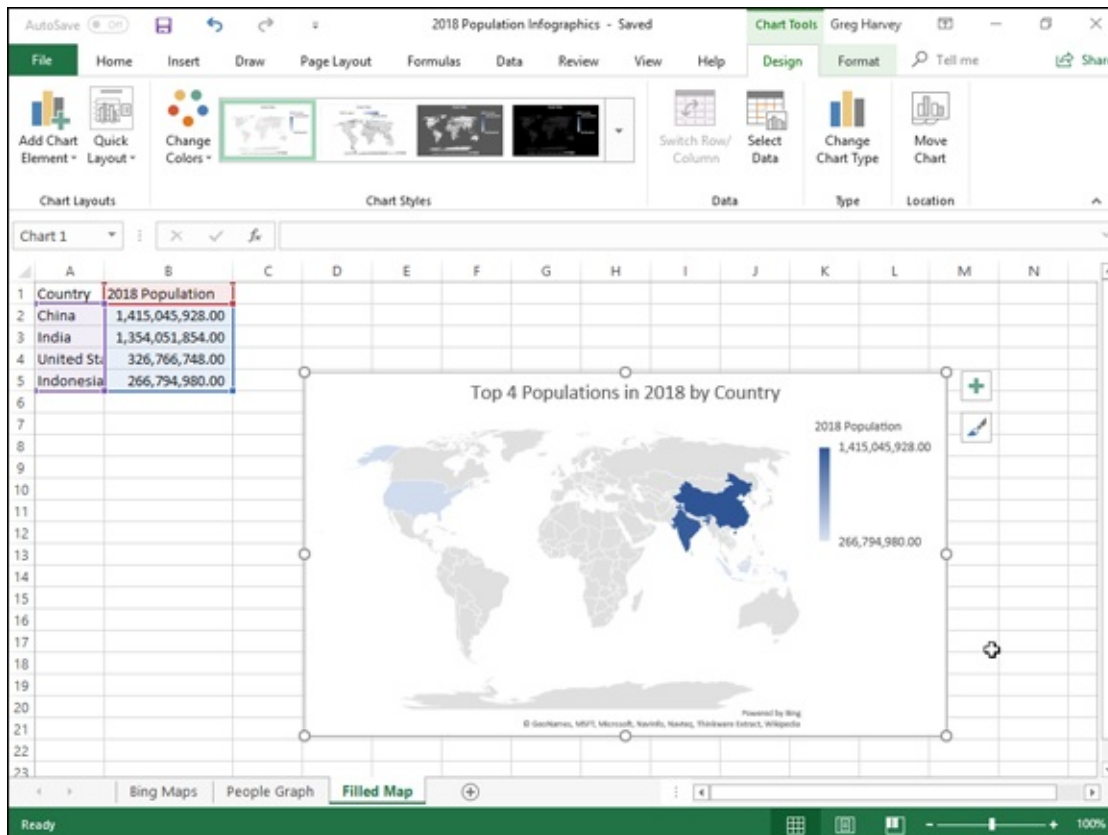 AutoSave Off 2018 Population Infographics - Saved Chart Tools Greg Harvey
File Home Insert Draw Page Layout Formulas Data Review View Help Design Format Tell me Shar
Add Chart Element Quick Layout Change Colors Switch Row/ Column Select Data Change Chart Type Move Chart
Chart Layouts Chart Styles Data Type Location
Chart 1 fx
A B C D E F G H I J K L M N
1 Country 2018 Population
2 China 1,415,045,928.00
3 India 1,354,051,854.00
4 United Sta 326,766,748.00
5 Indonesia 266,794,980.00
6
7
8
9
10
11
12
13
14
15
16
17
18
19
20
21
22
23
Top 4 Populations in 2018 by Country
2018 Population
1,415,045,928.00
266,794,980.00
Powered by Bing
© GeoNames, MSFT, Microsoft, NavInfo, Navteq, Thinkware Extract, Wikipedia
Bing Maps People Graph Filled Map
Ready 100%